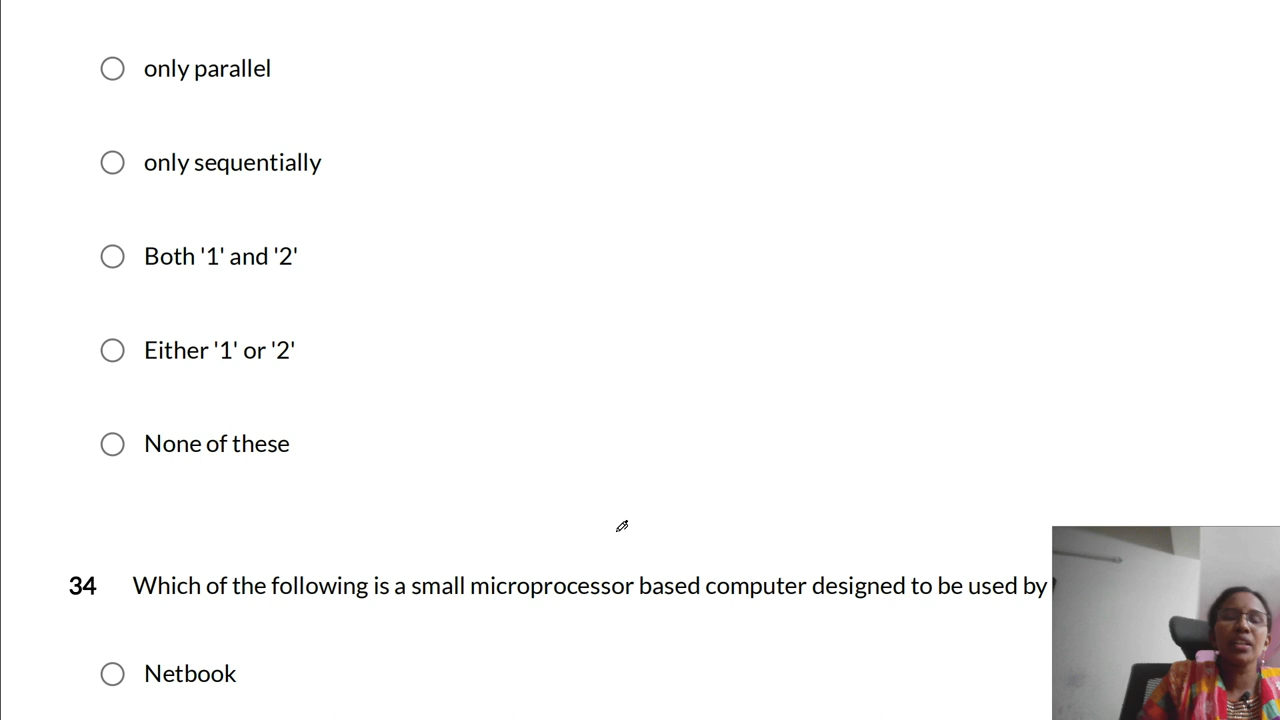 only parallel
only sequentially
Both '1' and '2'
Either '1' or '2'
None of these
34 Which of the following is a small microprocessor based computer designed to be used by
Netbook